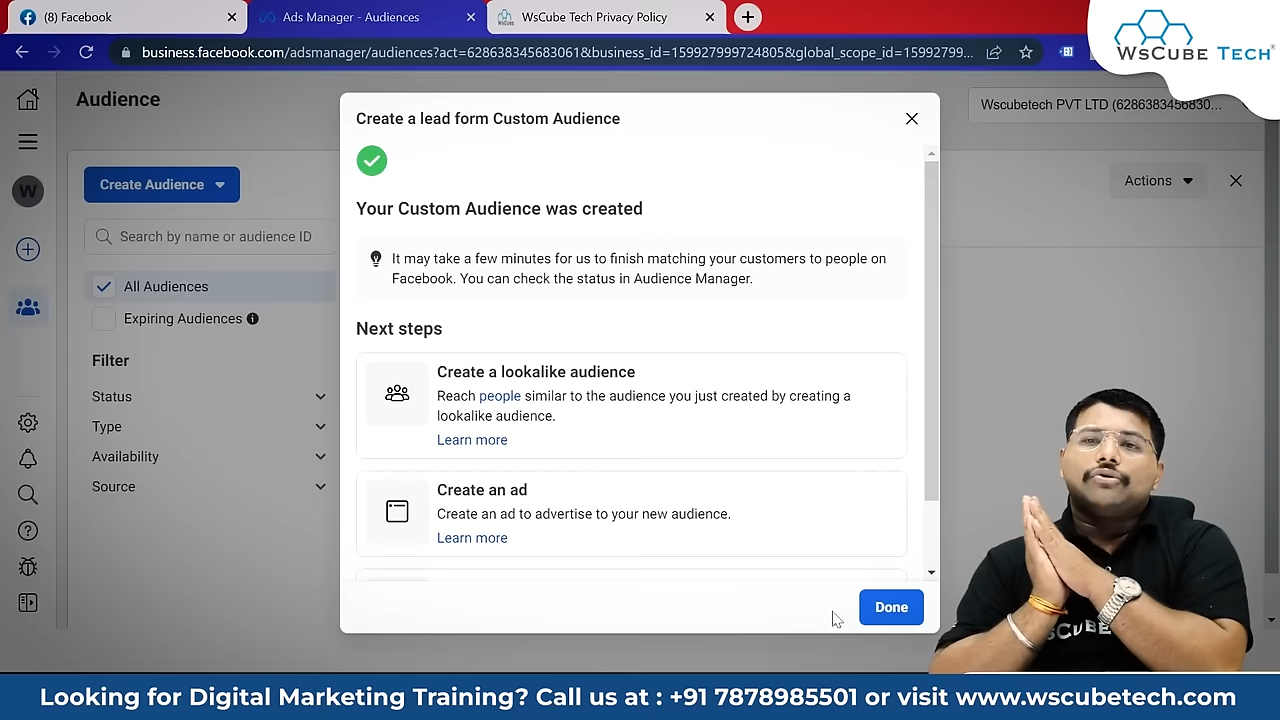 (8) Facebook
Ads Manager - Audiences
WsCube Tech Privacy Policy
business.facebook.com/adsmanager/audiences?act=628638345683061&business_id=159927999724805&global_scope_id=15992799...
WSCUBE TECH
Audience
Wscubetech PVT LTD (6286383456830...
W
Create Audience
Search by name or audience ID
All Audiences
Expiring Audiences
Filter
Status
Type
Availability
Source
Actions
Create a lead form Custom Audience
Your Custom Audience was created
It may take a few minutes for us to finish matching your customers to people on
Facebook. You can check the status in Audience Manager.
Next steps
Create a lookalike audience
Reach people similar to the audience you just created by creating a
lookalike audience.
Learn more
Create an ad
Create an ad to advertise to your new audience.
Learn more
Done
Looking for Digital Marketing Training? Call us at : +91 7878985501 or visit www.wscubetech.com